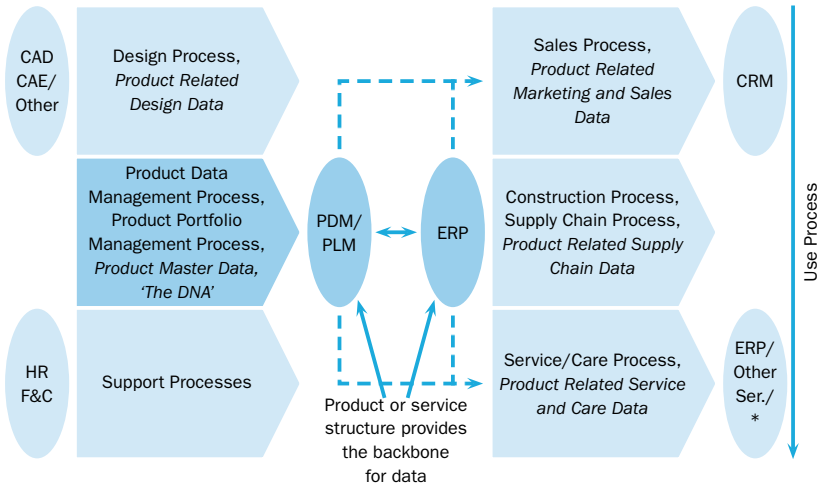 CAD
CAE/
Other
Design Process,
Product Related
Design Data
Sales Process,
Product Related
Marketing and Sales
Data
CRM
Product Data
Management Process,
Product Portfolio
Management Process,
Product Master Data,
‘The DNA’
PDM/
PLM
ERP
Construction Process,
Supply Chain Process,
Product Related Supply
Chain Data
Use Process
HR
F&C
Support Processes
Service/Care Process,
Product Related Service
and Care Data
ERP/
Other
Ser./
*
Product or service
structure provides
the backbone
for data